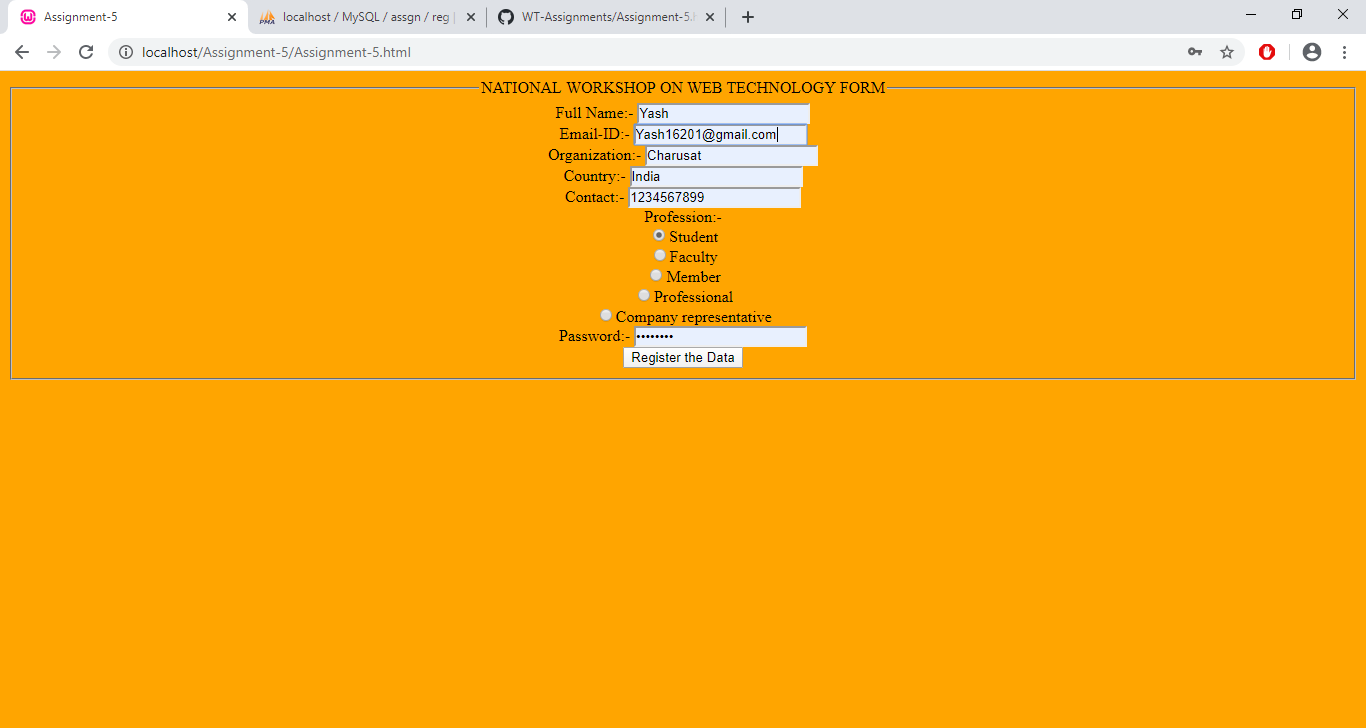 Assignment-5
localhost / MySQL / assgn / reg |
WT-Assignments/Assignment-5.h
localhost/Assignment-5/Assignment-5.html
NATIONAL WORKSHOP ON WEB TECHNOLOGY FORM
Full Name:- Yash
Email-ID:- Yash16201@gmail.com
Organization:- Charusat
Country:- India
Contact:- 1234567899
Profession:-
Student
Faculty
Member
Professional
Company representative
Password:- ••••••••
Register the Data